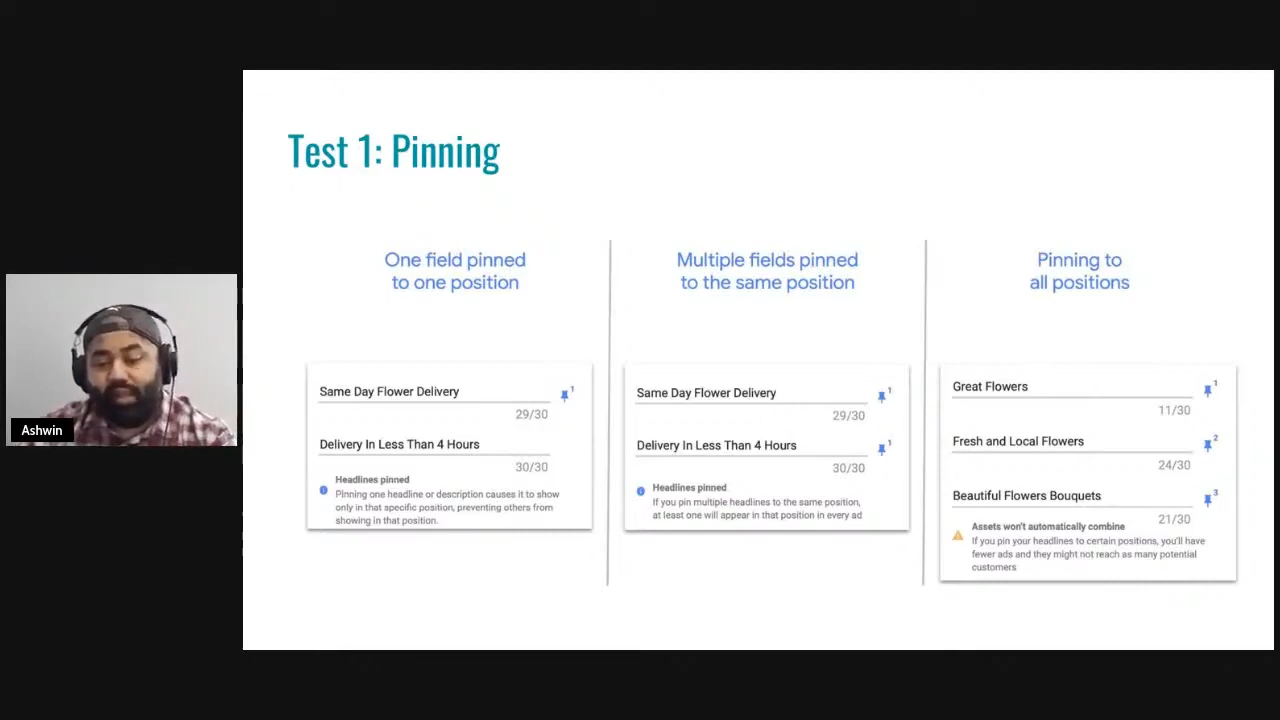 Test 1: Pinning
One field pinned
to one position
Same Day Flower Delivery
1
29/30
Delivery In Less Than 4 Hours
30/30
Headlines pinned
Pinning one headline or description causes it to show
only in that specific position, preventing others from
showing in that position.
Multiple fields pinned
to the same position
Same Day Flower Delivery
1
29/30
Delivery In Less Than 4 Hours
1
30/30
Headlines pinned
If you pin multiple headlines to the same position,
at least one will appear in that position in every ad
Pinning to
all positions
Great Flowers
1
11/30
Fresh and Local Flowers
2
24/30
Beautiful Flowers Bouquets
3
21/30
Assets won't automatically combine
If you pin your headlines to certain positions, you'll have
fewer ads and they might not reach as many potential
customers
Ashwin